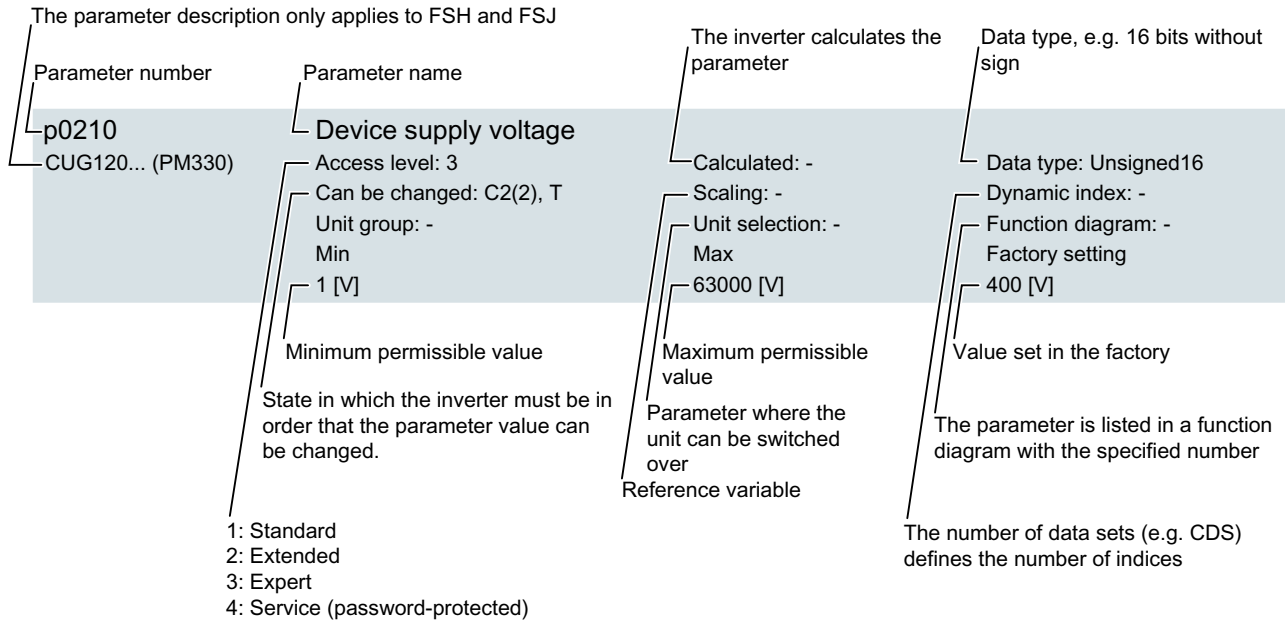 The parameter description only applies to FSH and FSJ
Parameter number
Parameter name
The inverter calculates the
parameter
Data type, e.g. 16 bits without
sign
p0210
Device supply voltage
CUG120... (PM330)
Access level: 3
Calculated: -
Data type: Unsigned16
Can be changed: C2(2), T
Scaling: -
Dynamic index: -
Unit group: -
Unit selection: -
Function diagram: -
Min
Max
Factory setting
1 [V]
63000 [V]
400 [V]
Minimum permissible value
Maximum permissible
value
Value set in the factory
State in which the inverter must be in
order that the parameter value can
be changed.
Parameter where the
unit can be switched
over
The parameter is listed in a function
diagram with the specified number
Reference variable
1: Standard
2: Extended
3: Expert
4: Service (password-protected)
The number of data sets (e.g. CDS)
defines the number of indices